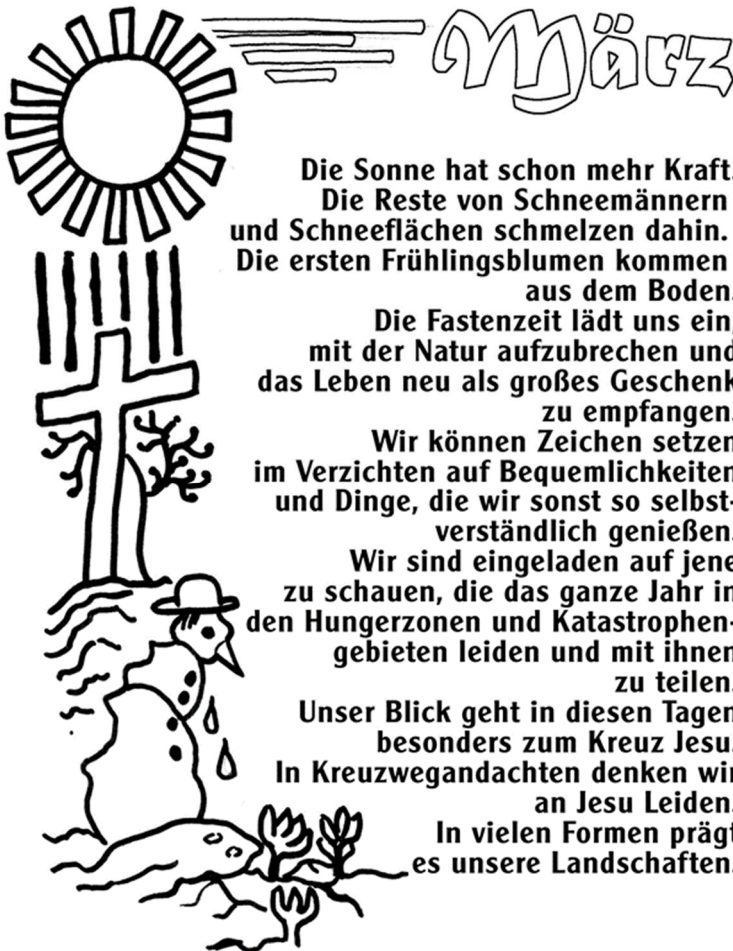 März
Die Sonne hat schon mehr Kraft.
Die Reste von Schneemännern
und Schneeflächen schmelzen dahin.
Die ersten Frühlingsblumen kommen
aus dem Boden.
Die Fastenzeit lädt uns ein,
mit der Natur aufzubrechen und
das Leben neu als großes Geschenk
zu empfangen.
Wir können Zeichen setzen
im Verzichten auf Bequemlichkeiten
und Dinge, die wir sonst so selbst-
verständlich genießen.
Wir sind eingeladen auf jene
zu schauen, die das ganze Jahr in
den Hungerzonen und Katastrophen-
gebieten leiden und mit ihnen
zu teilen.
Unser Blick geht in diesen Tagen
besonders zum Kreuz Jesu.
In Kreuzwegandachten denken wir
an Jesu Leiden.
In vielen Formen prägt
es unsere Landschaften.